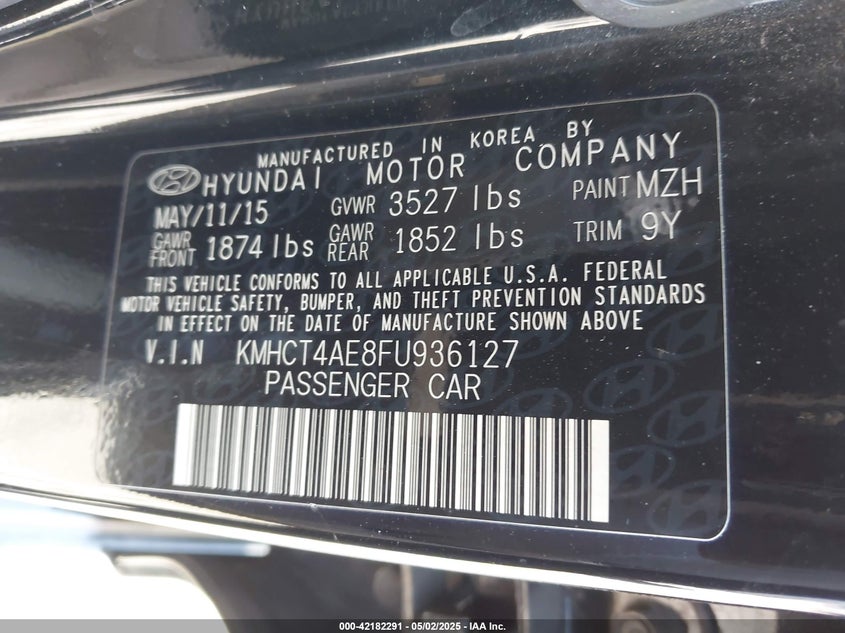 MANUFACTURED IN KOREA BY
HYUNDAI MOTOR COMPANY
MAY/11/15 GVWR 3527 lbs PAINT MZH
GAWR FRONT 1874 lbs GAWR REAR 1852 lbs TRIM 9Y
THIS VEHICLE CONFORMS TO ALL APPLICABLE U.S.A. FEDERAL
MOTOR VEHICLE SAFETY, BUMPER, AND THEFT PREVENTION STANDARDS
IN EFFECT ON THE DATE OF MANUFACTURE SHOWN ABOVE
V.I.N KMHCT4AE8FU936127
PASSENGER CAR
000-42182291 - 05/02/2025 - IAA Inc.